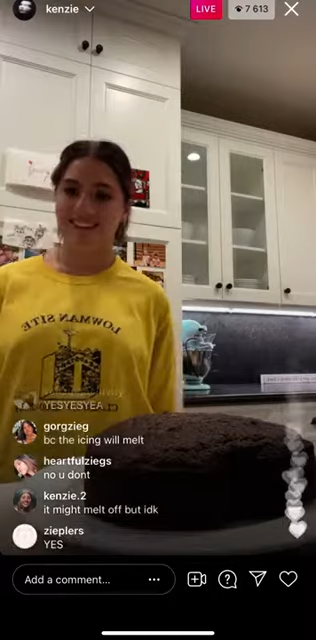 kenzie
LIVE
7 613
LOWMAN SITE
YESYESYEA
gorgzieg
bc the icing will melt
heartfulziegs
no u dont
kenzie.2
it might melt off but idk
zieplers
YES
Add a comment...